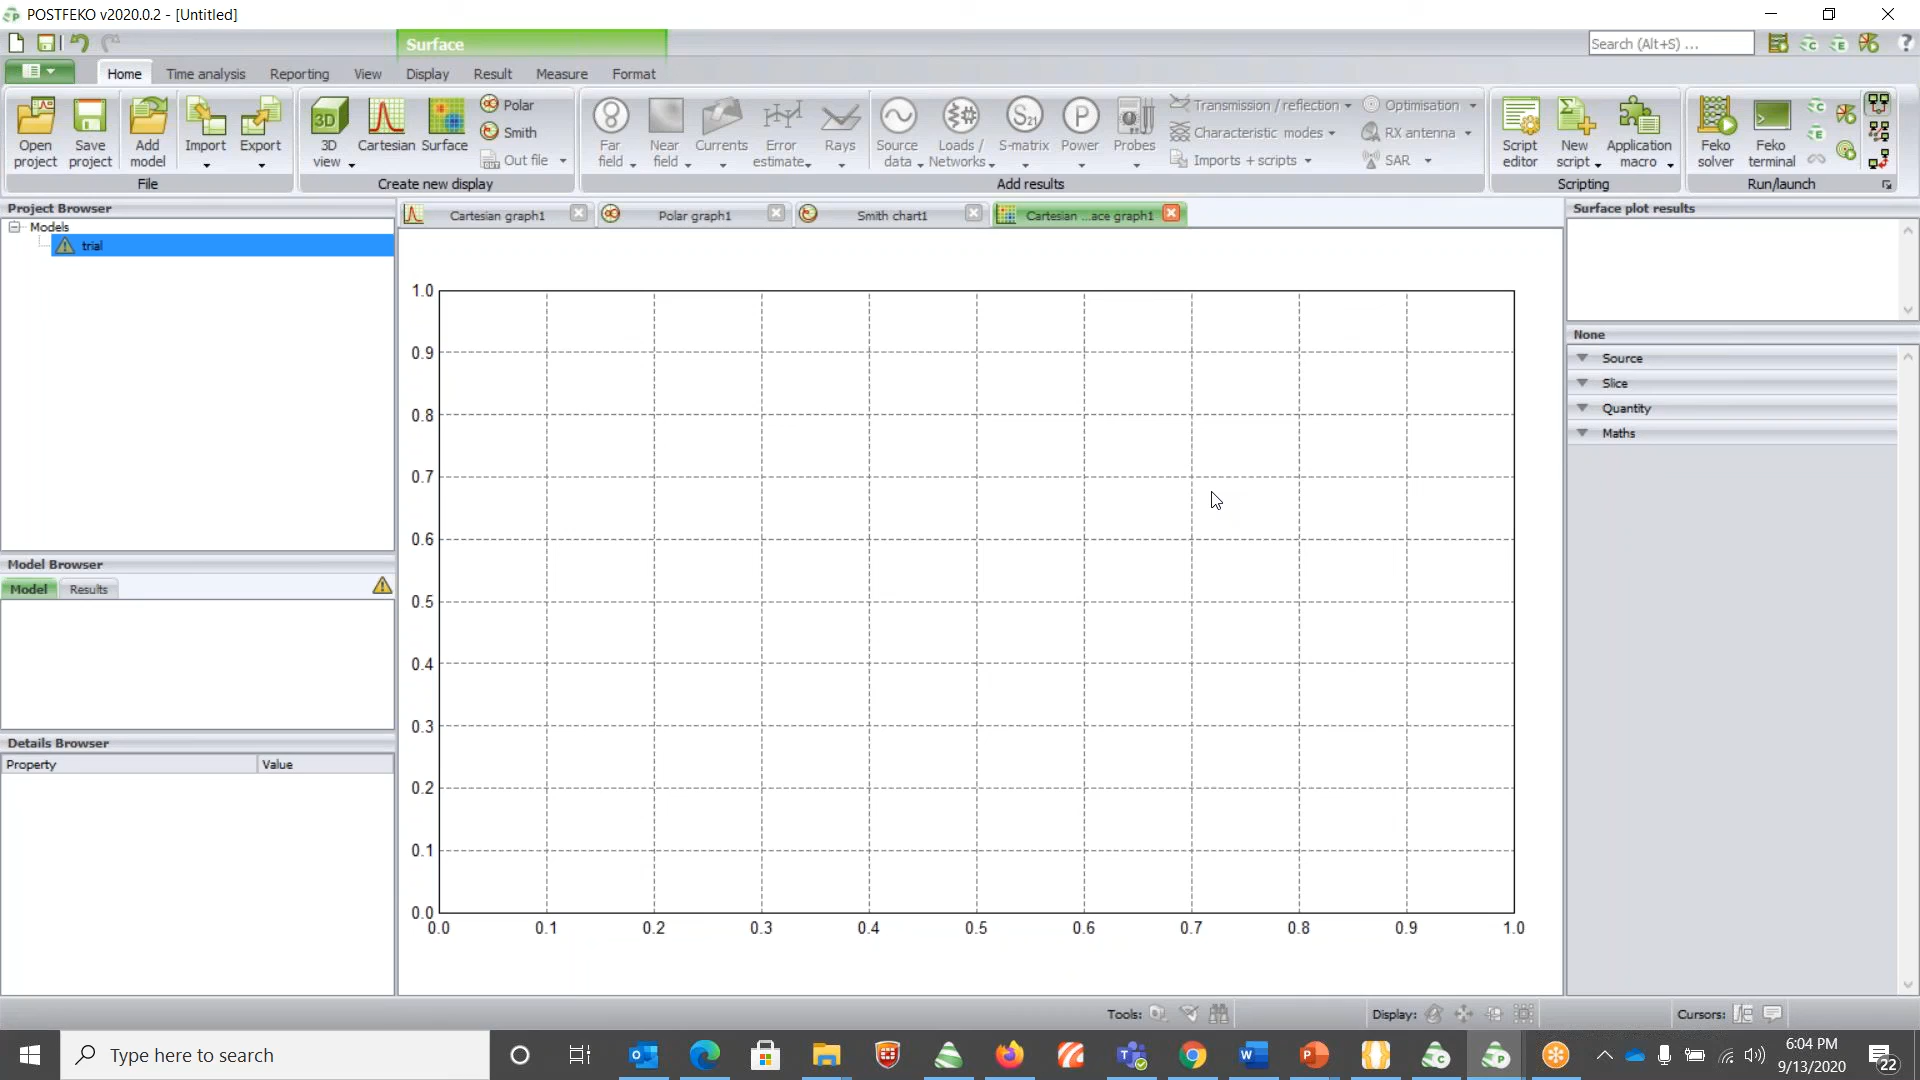 POSTFEKO v2020.0.2 - [Untitled]
Surface
Search (Alt+S) ...
Home Time analysis Reporting View Display Result Measure Format
Open project
Save project
Add model
Import
Export
File
3D view
Cartesian
Surface
Polar
Smith
Out file
Create new display
Far field
Near field
Currents
Error estimate
Rays
Source data
Loads / Networks
S-matrix
Power
Probes
Transmission / reflection
Characteristic modes
Imports + scripts
Optimisation
RX antenna
SAR
Add results
Script editor
New script
Application macro
Scripting
Feko solver
Feko terminal
Run/launch
Project Browser
Models
trial
Model Browser
Model Results
Details Browser
Property Value
Cartesian graph1
Polar graph1
Smith chart1
Cartesian ...ace graph1
1.0
0.9
0.8
0.7
0.6
0.5
0.4
0.3
0.2
0.1
0.0
0.0 0.1 0.2 0.3 0.4 0.5 0.6 0.7 0.8 0.9 1.0
Surface plot results
None
Source
Slice
Quantity
Maths
Tools:
Display:
Cursors:
Type here to search
6:04 PM
9/13/2020
22